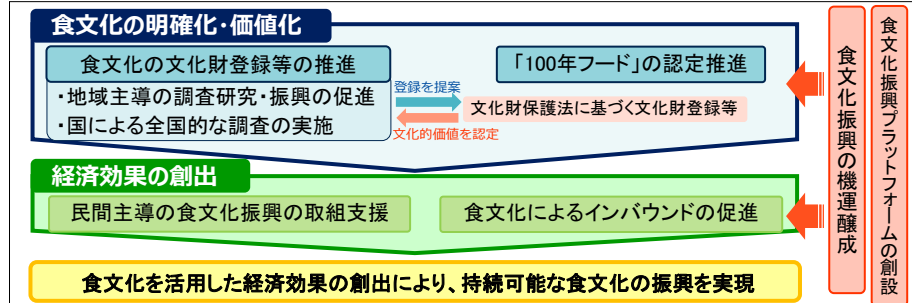 食文化の明確化・価値化
食文化の文化財登録等の推進
・地域主導の調査研究・振興の促進
・国による全国的な調査の実施
登録を提案
文化的価値を認定
「100年フード」の認定推進
文化財保護法に基づく文化財登録等
経済効果の創出
民間主導の食文化振興の取組支援
食文化によるインバウンドの促進
食文化を活用した経済効果の創出により、持続可能な食文化の振興を実現
食文化振興の機運醸成
食文化振興プラットフォームの創設